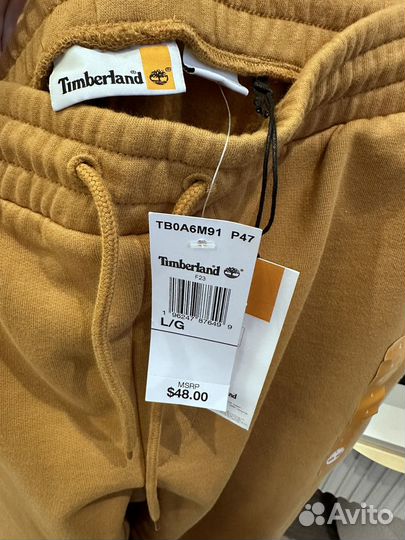 Timberland
TB0A6M91 P47
Timberland
F23
1 96247 87649 9
L/G
MSRP
$48.00
Avito